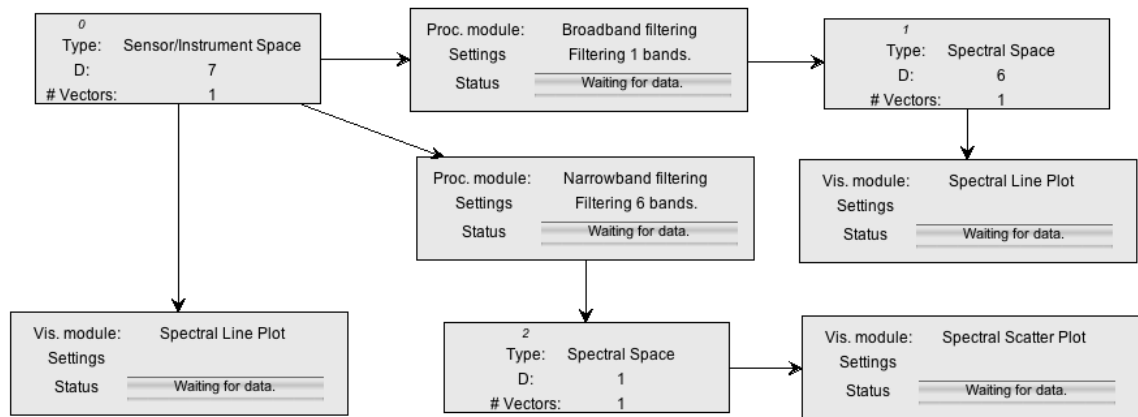 0
Type: Sensor/Instrument Space
D: 7
# Vectors: 1
Proc. module: Broadband filtering
Settings Filtering 1 bands.
Status Waiting for data.
1
Type: Spectral Space
D: 6
# Vectors: 1
Proc. module: Narrowband filtering
Settings Filtering 6 bands.
Status Waiting for data.
Vis. module: Spectral Line Plot
Settings
Status Waiting for data.
Vis. module: Spectral Line Plot
Settings
Status Waiting for data.
2
Type: Spectral Space
D: 1
# Vectors: 1
Vis. module: Spectral Scatter Plot
Settings
Status Waiting for data.